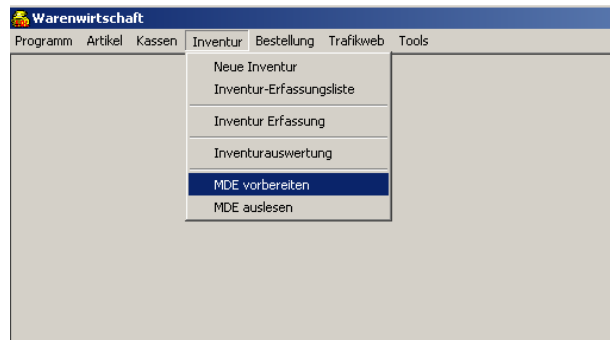 Warenwirtschaft
Programm Artikel Kassen Inventur Bestellung Trafikweb Tools
Neue Inventur
Inventur-Erfassungsliste
Inventur Erfassung
Inventurauswertung
MDE vorbereiten
MDE auslesen